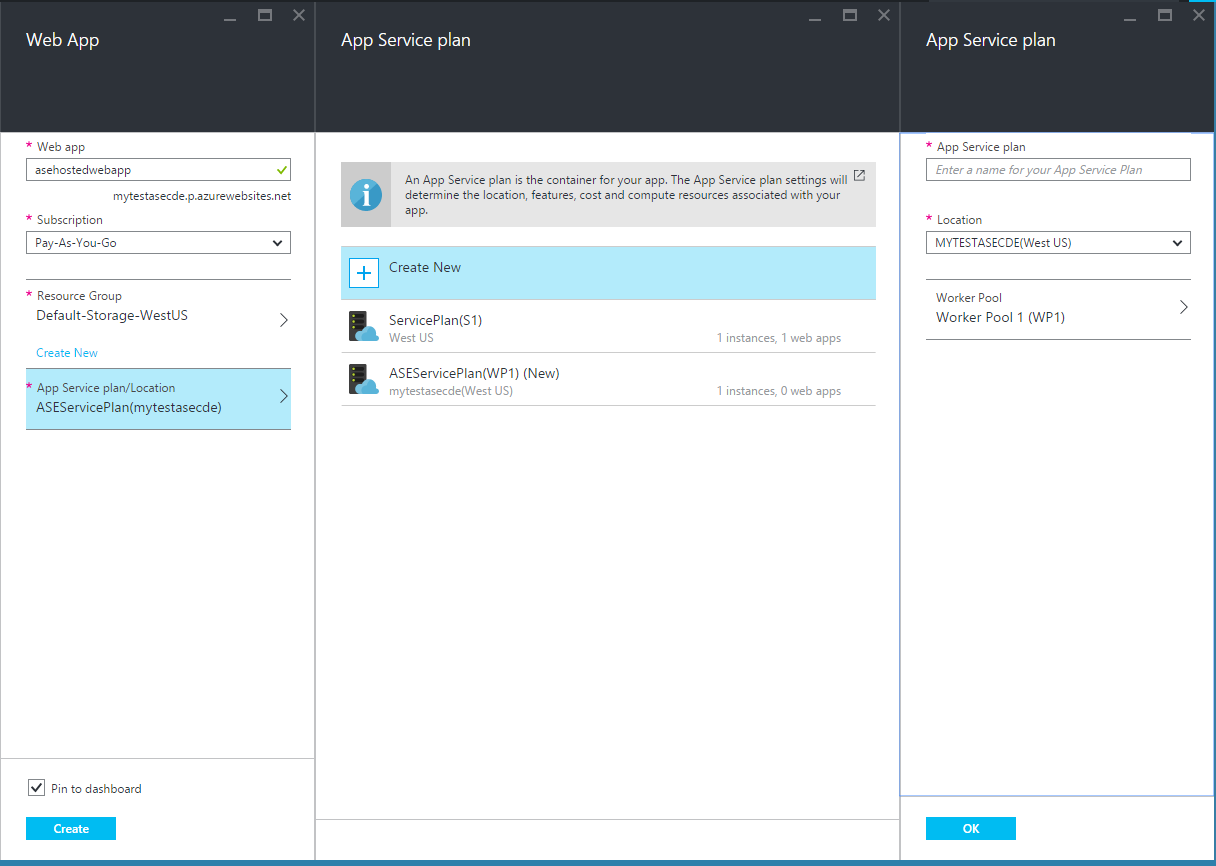 Web App
* Web app
asehostedwebapp
mytestasecde.p.azurewebsites.net
* Subscription
Pay-As-You-Go
* Resource Group
Default-Storage-WestUS
Create New
* App Service plan/Location
ASEServicePlan(mytestasecde)
Pin to dashboard
Create
App Service plan
An App Service plan is the container for your app. The App Service plan settings will
determine the location, features, cost and compute resources associated with your
app.
Create New
ServicePlan(S1)
West US
1 instances, 1 web apps
ASEServicePlan(WP1) (New)
mytestasecde(West US)
1 instances, 0 web apps
App Service plan
* App Service plan
Enter a name for your App Service Plan
* Location
MYTESTASECDE(West US)
Worker Pool
Worker Pool 1 (WP1)
OK